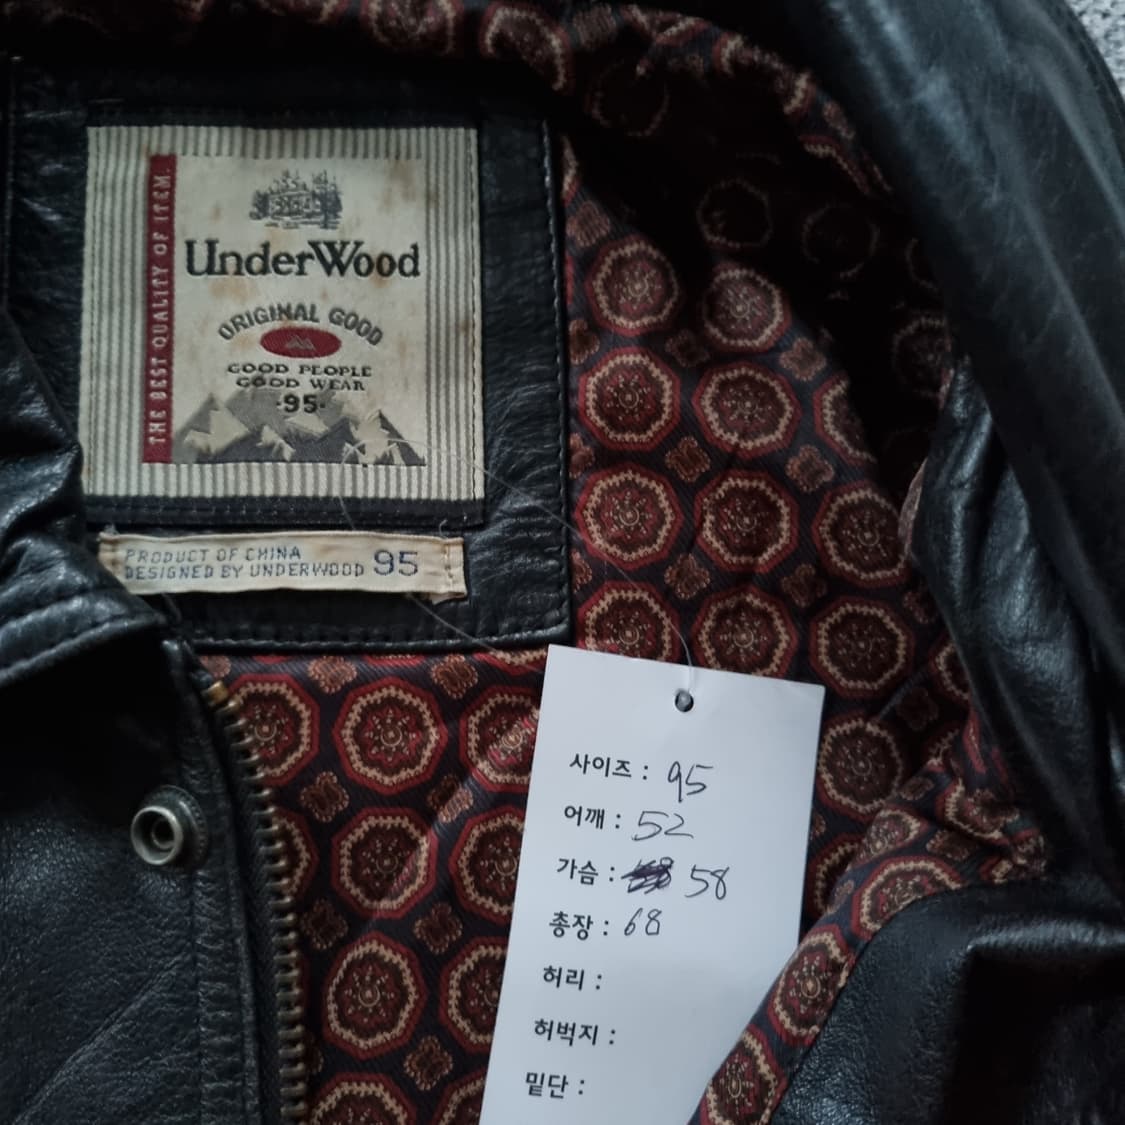 THE BEST QUALITY OF ITEM.
UnderWood
ORIGINAL GOOD
GOOD PEOPLE
GOOD WEAR
·95·
PRODUCT OF CHINA
DESIGNED BY UNDERWOOD 95
사이즈 : 95
어깨 : 52
가슴 : 58
총장 : 68
허리 :
허벅지 :
밑단 :